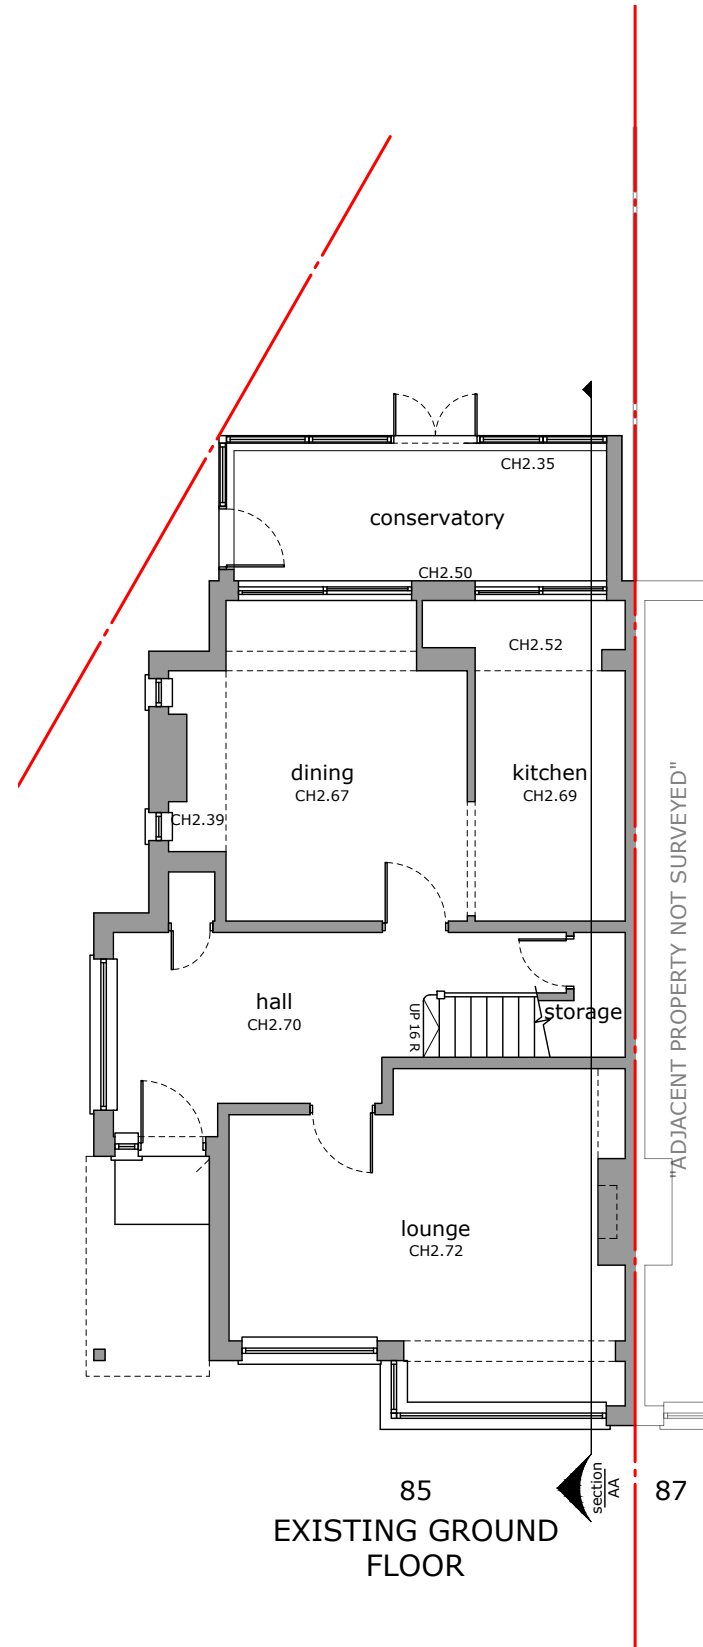 CH2.35
conservatory
CH2.50
CH2.52
dining
CH2.67
kitchen
CH2.69
CH2.39
"ADJACENT PROPERTY NOT SURVEYED"
hall
CH2.70
UP 16 R
storage
lounge
CH2.72
section
AA
85
87
EXISTING GROUND
FLOOR